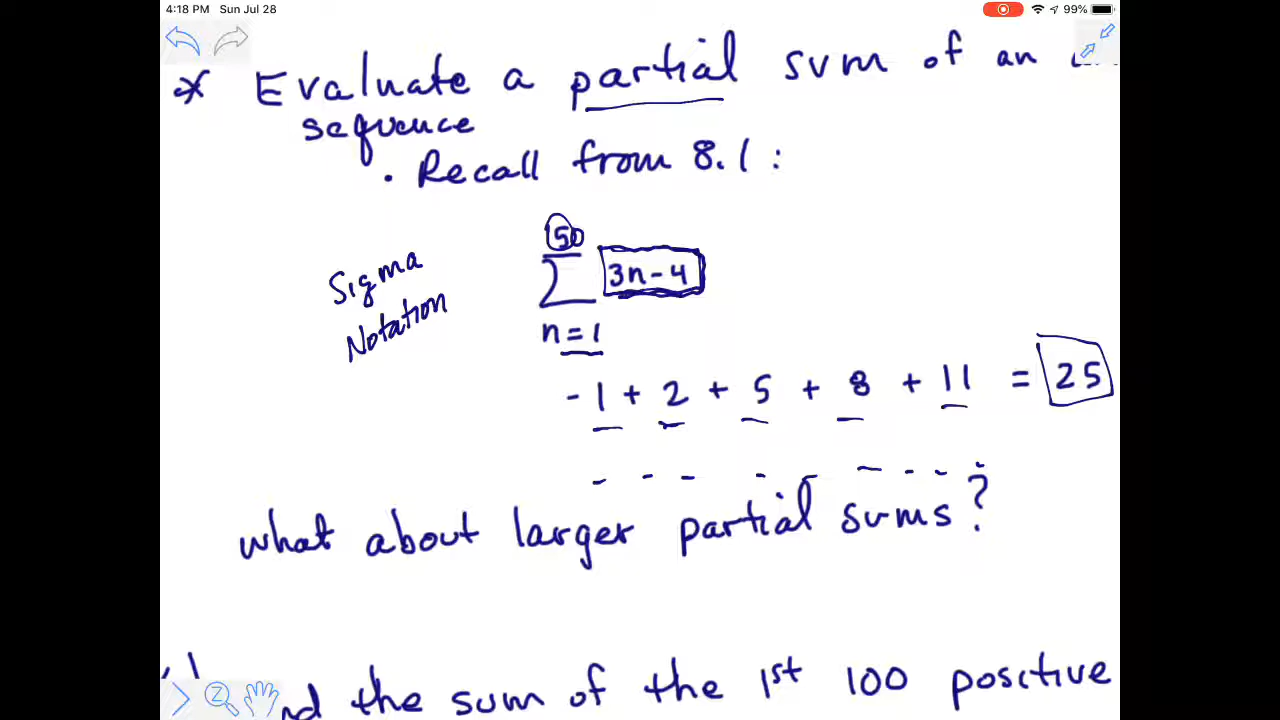 4:18 PM Sun Jul 28 99%
* Evaluate a partial sum of an
sequence
. Recall from 8.1 :
Sigma
Notation
50
∑ 3n - 4
n = 1
-1 + 2 + 5 + 8 + 11 = 25
what about larger partial sums?
the sum of the 1st 100 positive